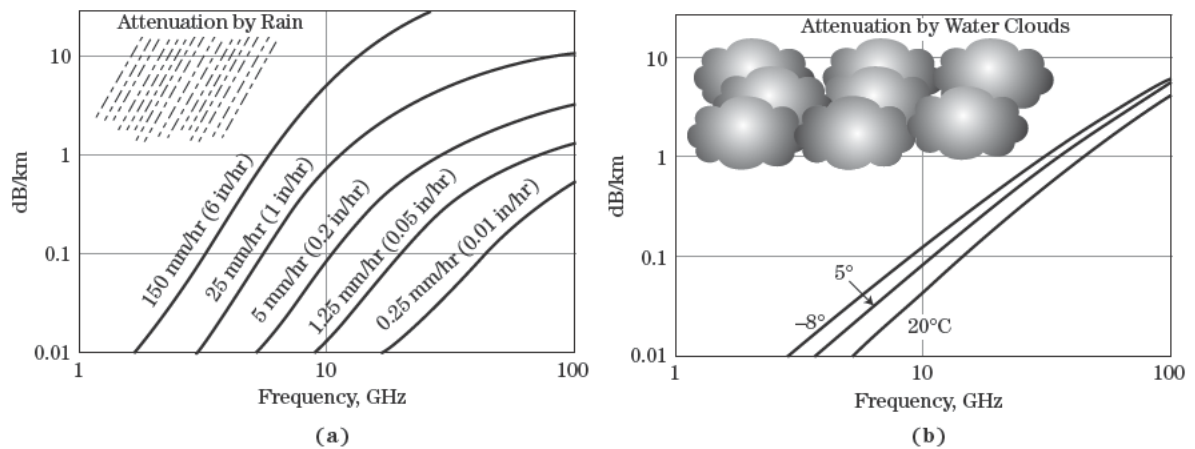 Attenuation by Rain
10
1
0.1
0.01
dB/km
150 mm/hr (6 in/hr)
25 mm/hr (1 in/hr)
5 mm/hr (0.2 in/hr)
1.25 mm/hr (0.05 in/hr)
0.25 mm/hr (0.01 in/hr)
1
10
100
Frequency, GHz
(a)
Attenuation by Water Clouds
10
1
0.1
0.01
dB/km
5°
–8°
20°C
1
10
100
Frequency, GHz
(b)